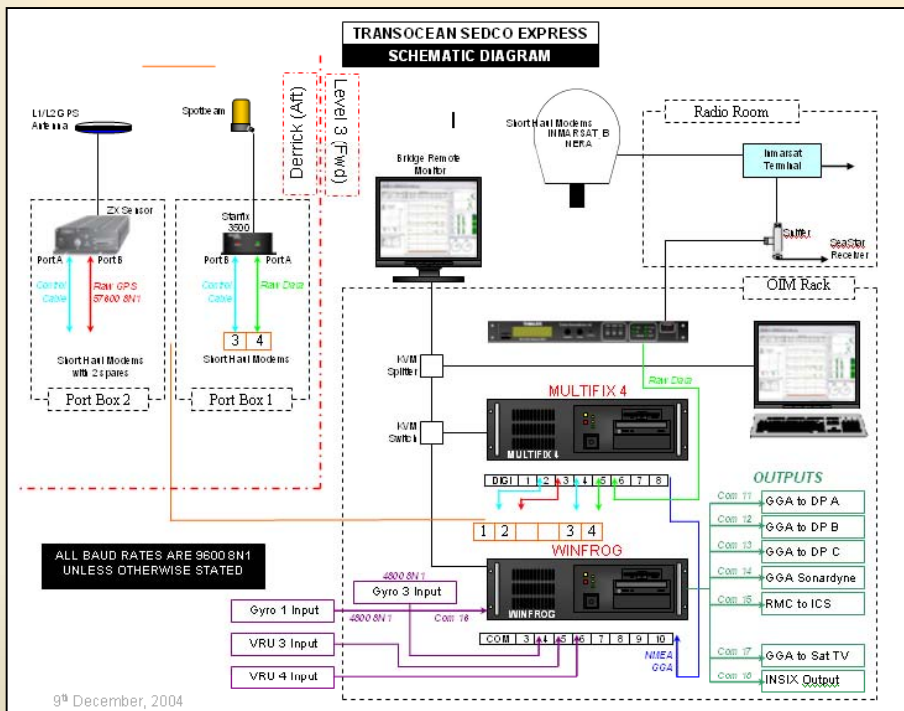 TRANSOCEAN SEDCO EXPRESS
SCHEMATIC DIAGRAM
L1/L2 GPS
Antenna
Spotbeam
Derrick (Aft)
Level 3 (Fwd)
Short Haul Modems
INMARSAT B
NERA
Radio Room
Inmarsat
Terminal
Sniffer
SeaStar
Receiver
Bridge Remote
Monitor
ZX Sensor
Port A
Port B
Control
Cable
Raw GPS
57600 8N1
Short Haul Modems
with 2 spares
Port Box 2
Starfix
3500
Port A
Port B
Control
Cable
Raw Data
3 4
Short Haul Modems
Port Box 1
OIM Rack
KVM
Splitter
Raw Data
MULTIFIX 4
KVM
Switch
MULTIFIX 4
DIGI 1 2 3 4 5 6 7 8
1 2 3 4
WINFROG
WINFROG
COM 3 4 5 6 7 8 9 10
NMEA
GGA
ALL BAUD RATES ARE 9600 8N1
UNLESS OTHERWISE STATED
4800 8N1
Gyro 3 Input
Gyro 1 Input
4800 8N1
Com 16
VRU 3 Input
VRU 4 Input
OUTPUTS
Com 11
GGA to DP A
Com 12
GGA to DP B
Com 13
GGA to DP C
Com 14
GGA Sonardyne
Com 15
RMC to ICS
Com 17
GGA to Sat TV
INSIX Output
9th December, 2004